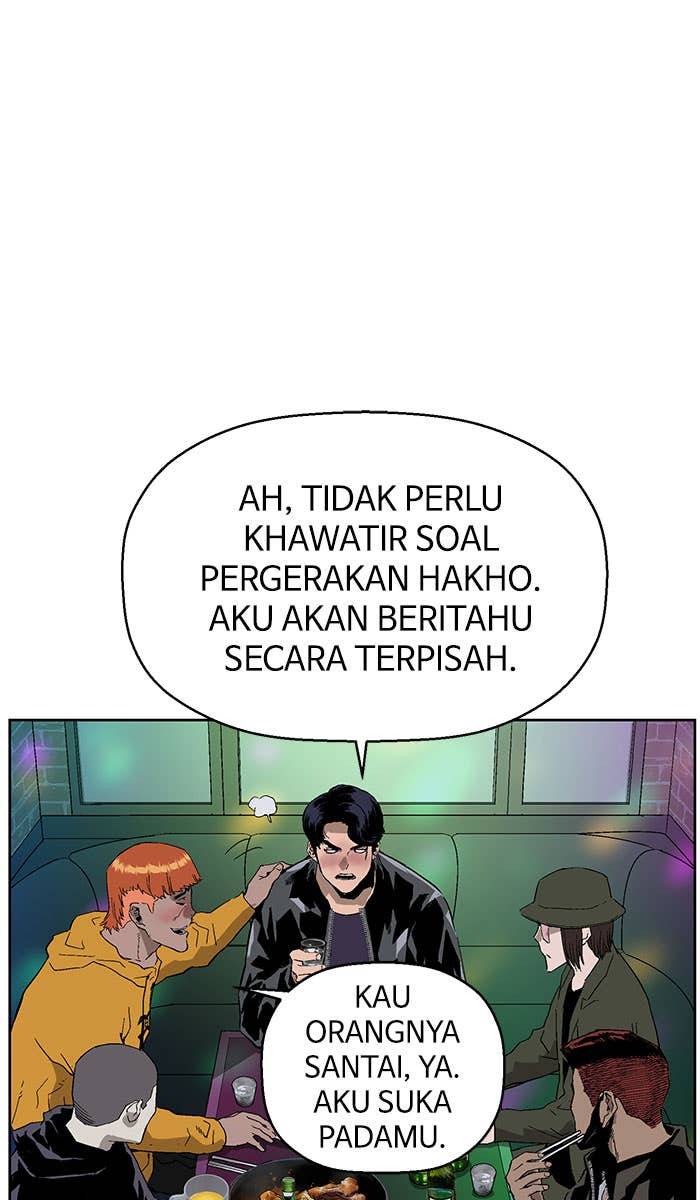 AH, TIDAK PERLU
KHAWATIR SOAL
PERGERAKAN HAKHO.
AKU AKAN BERITAHU
SECARA TERPISAH.
KAU
ORANGNYA
SANTAI, YA.
AKU SUKA
PADAMU.